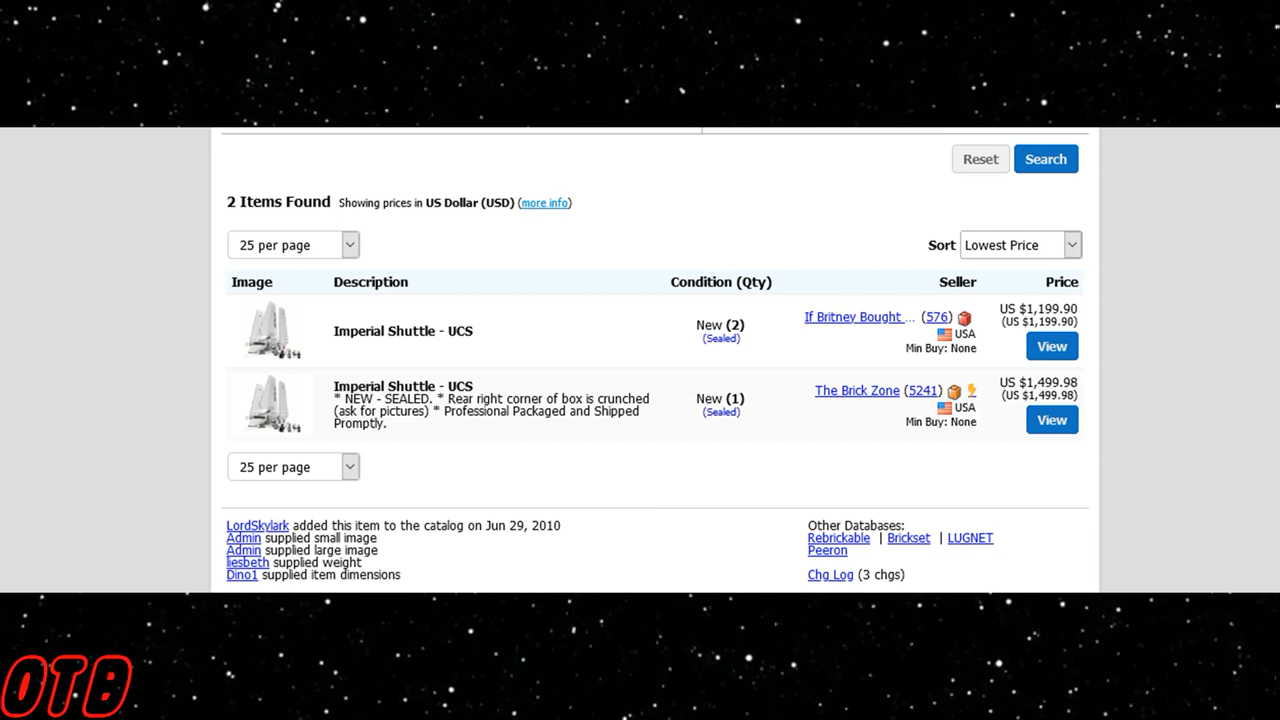 Reset Search
2 Items Found Showing prices in US Dollar (USD) (more info)
25 per page Sort Lowest Price
Image Description Condition (Qty) Seller Price
Imperial Shuttle - UCS
New (2)
(Sealed)
If Britney Bought ... (576)
USA
Min Buy: None
US $1,199.90
(US $1,199.90)
View
Imperial Shuttle - UCS
* NEW - SEALED. * Rear right corner of box is crunched
(ask for pictures) * Professional Packaged and Shipped
Promptly.
New (1)
(Sealed)
The Brick Zone (5241)
USA
Min Buy: None
US $1,499.98
(US $1,499.98)
View
25 per page
LordSkylark added this item to the catalog on Jun 29, 2010
Admin supplied small image
Admin supplied large image
liesbeth supplied weight
Dino1 supplied item dimensions
Other Databases:
Rebrickable | Brickset | LUGNET
Peeron
Chg Log (3 chgs)
OTB